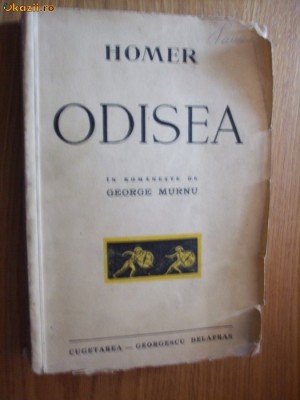 Okazii.ro
HOMER
ODISEA
ÎN ROMÂNEȘTE DE
GEORGE MURNU
CUGETAREA — GEORGESCU DELAFRAS